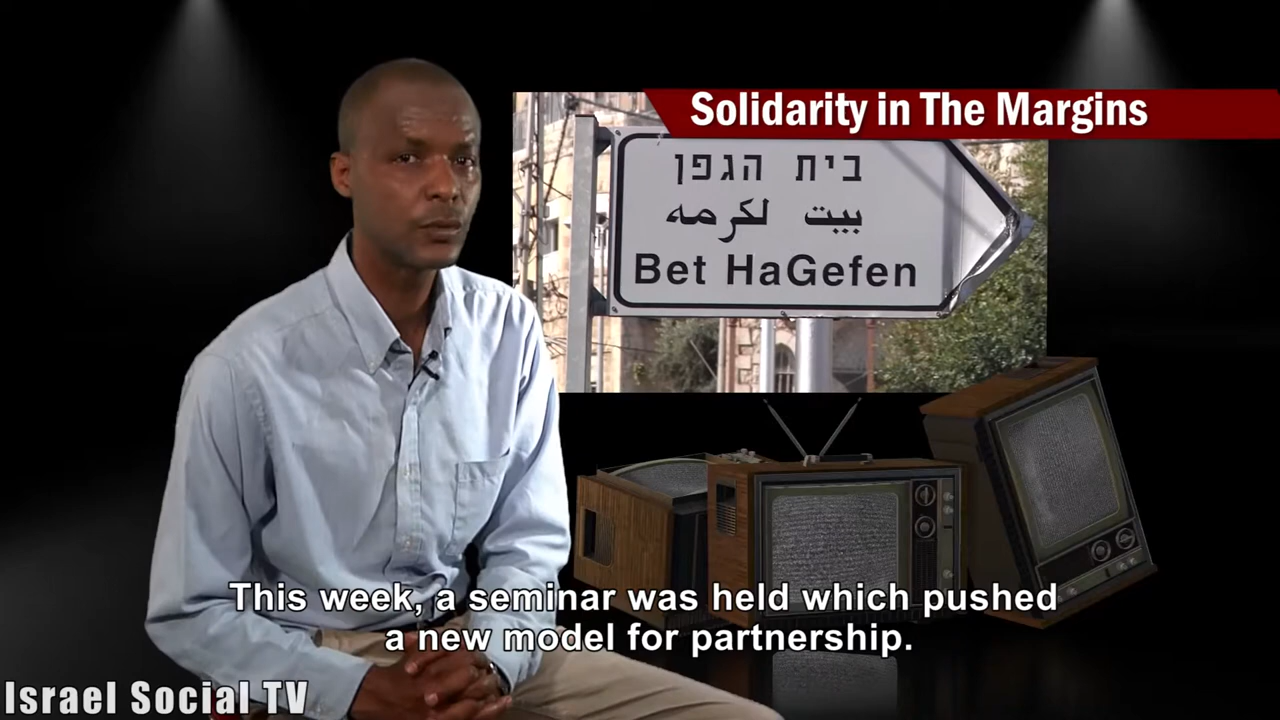 Solidarity in The Margins
בית הגפן
بيت لكرمه
Bet HaGefen
This week, a seminar was held which pushed
a new model for partnership.
Israel Social TV